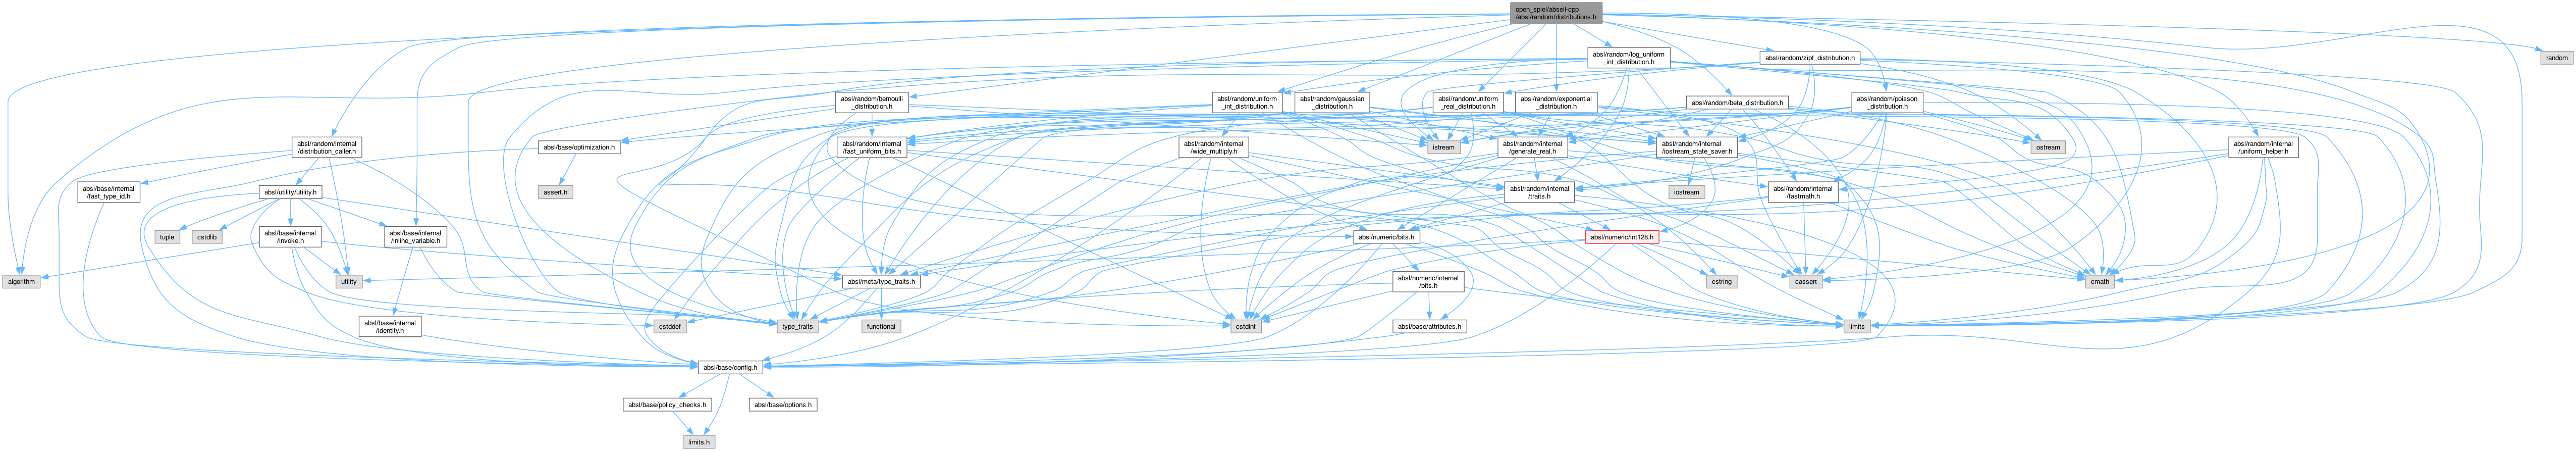 open_spiel/abseil-cpp
/absl/random/distributions.h
absl/random/log_uniform
_int_distribution.h
absl/random/zipf_distribution.h
random
absl/random/bernoulli
_distribution.h
absl/random/uniform
_int_distribution.h
absl/random/gaussian
_distribution.h
absl/random/uniform
_real_distribution.h
absl/random/exponential
_distribution.h
absl/random/beta_distribution.h
absl/random/poisson
_distribution.h
absl/random/internal
/distribution_caller.h
absl/base/optimization.h
absl/random/internal
/fast_uniform_bits.h
absl/random/internal
/wide_multiply.h
istream
absl/random/internal
/generate_real.h
absl/random/internal
/iostream_state_saver.h
ostream
absl/random/internal
/uniform_helper.h
absl/base/internal
/fast_type_id.h
absl/utility/utility.h
assert.h
absl/random/internal
/traits.h
iostream
absl/random/internal
/fastmath.h
tuple
cstdlib
absl/base/internal
/invoke.h
absl/base/internal
/inline_variable.h
absl/numeric/bits.h
absl/numeric/int128.h
algorithm
utility
absl/meta/type_traits.h
absl/numeric/internal
/bits.h
cstring
cassert
cmath
absl/base/internal
/identity.h
cstddef
type_traits
functional
cstdint
absl/base/attributes.h
limits
absl/base/config.h
absl/base/policy_checks.h
absl/base/options.h
limits.h